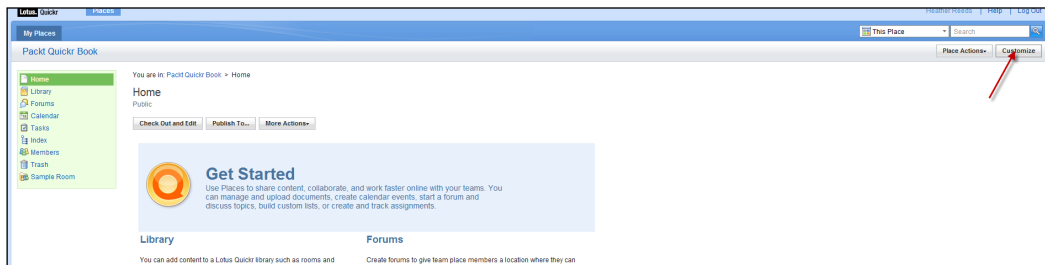 Lotus. Quickr Places Heather Reeds | Help | Log Out
My Places This Place Search
Packt Quickr Book Place Actions Customize
Home
Library
Forums
Calendar
Tasks
Index
Members
Trash
Sample Room
You are in: Packt Quickr Book > Home
Home
Public
Check Out and Edit Publish To... More Actions
Get Started
Use Places to share content, collaborate, and work faster online with your teams. You
can manage and upload documents, create calendar events, start a forum and
discuss topics, build custom lists, or create and track assignments.
Library
You can add content to a Lotus Quickr library such as rooms and
Forums
Create forums to give team place members a location where they can